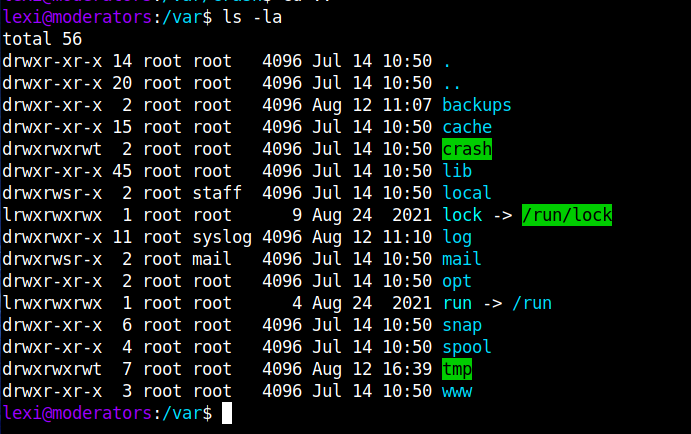 lexi@moderators:/var$ ls -la
total 56
drwxr-xr-x 14 root root   4096 Jul 14 10:50 .
drwxr-xr-x 20 root root   4096 Jul 14 10:50 ..
drwxr-xr-x  2 root root   4096 Aug 12 11:07 backups
drwxr-xr-x 15 root root   4096 Jul 14 10:50 cache
drwxrwxrwt  2 root root   4096 Jul 14 10:50 crash
drwxr-xr-x 45 root root   4096 Jul 14 10:50 lib
drwxrwsr-x  2 root staff  4096 Jul 14 10:50 local
lrwxrwxrwx  1 root root      9 Aug 24  2021 lock -> /run/lock
drwxrwxr-x 11 root syslog 4096 Aug 12 11:10 log
drwxrwsr-x  2 root mail   4096 Jul 14 10:50 mail
drwxr-xr-x  2 root root   4096 Jul 14 10:50 opt
lrwxrwxrwx  1 root root      4 Aug 24  2021 run -> /run
drwxr-xr-x  6 root root   4096 Jul 14 10:50 snap
drwxr-xr-x  4 root root   4096 Jul 14 10:50 spool
drwxrwxrwt  7 root root   4096 Aug 12 16:39 tmp
drwxr-xr-x  3 root root   4096 Jul 14 10:50 www
lexi@moderators:/var$